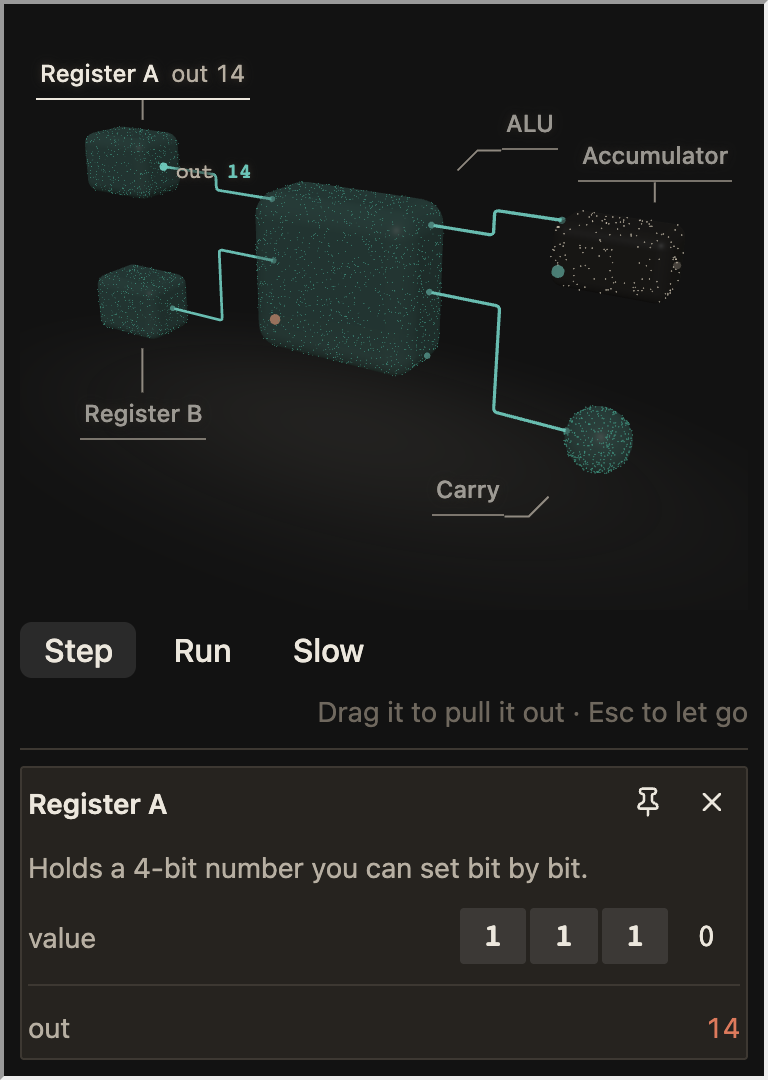 Register A out 14
ALU
Accumulator
out 14
Register B
Carry
Step Run Slow
Drag it to pull it out · Esc to let go
Register A
Holds a 4-bit number you can set bit by bit.
value 1 1 1 0
out 14